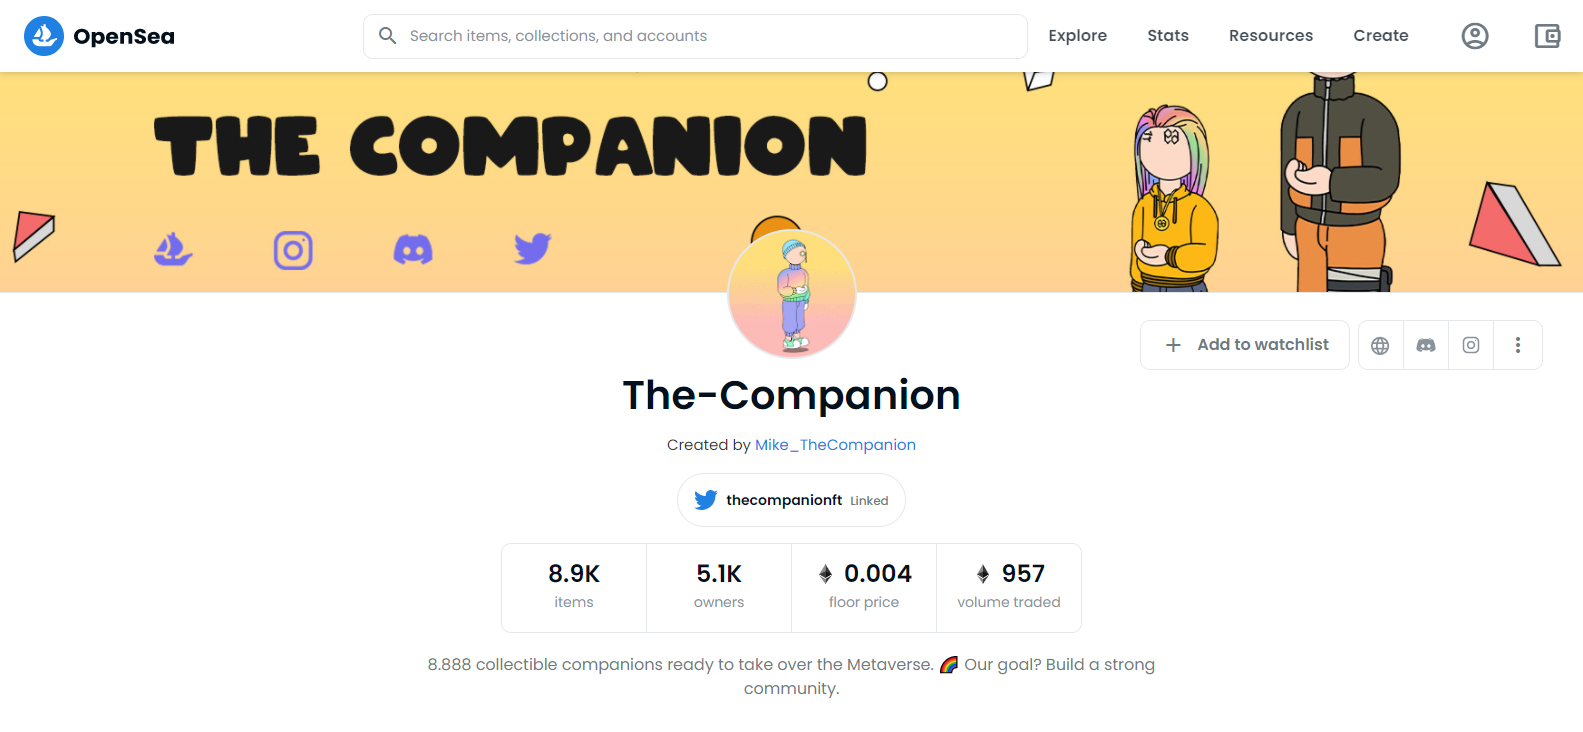 OpenSea
Search items, collections, and accounts
Explore Stats Resources Create
THE COMPANION
+ Add to watchlist
The-Companion
Created by Mike_TheCompanion
thecompanionft Linked
8.9K 5.1K 0.004 957
items owners floor price volume traded
8.888 collectible companions ready to take over the Metaverse. 🌈 Our goal? Build a strong
community.